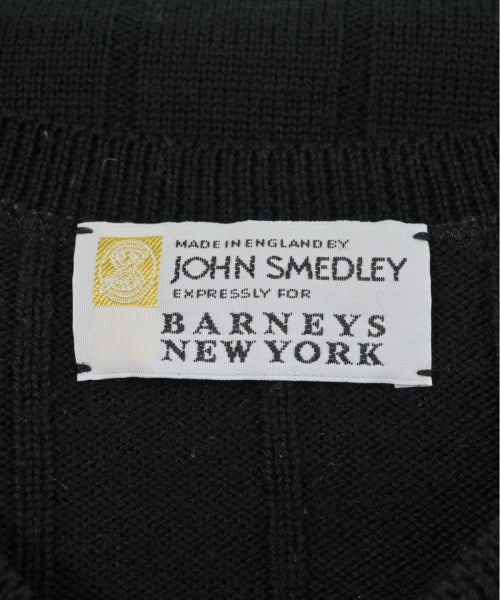 MADE IN ENGLAND BY
JOHN SMEDLEY
EXPRESSLY FOR
BARNEYS
NEW YORK